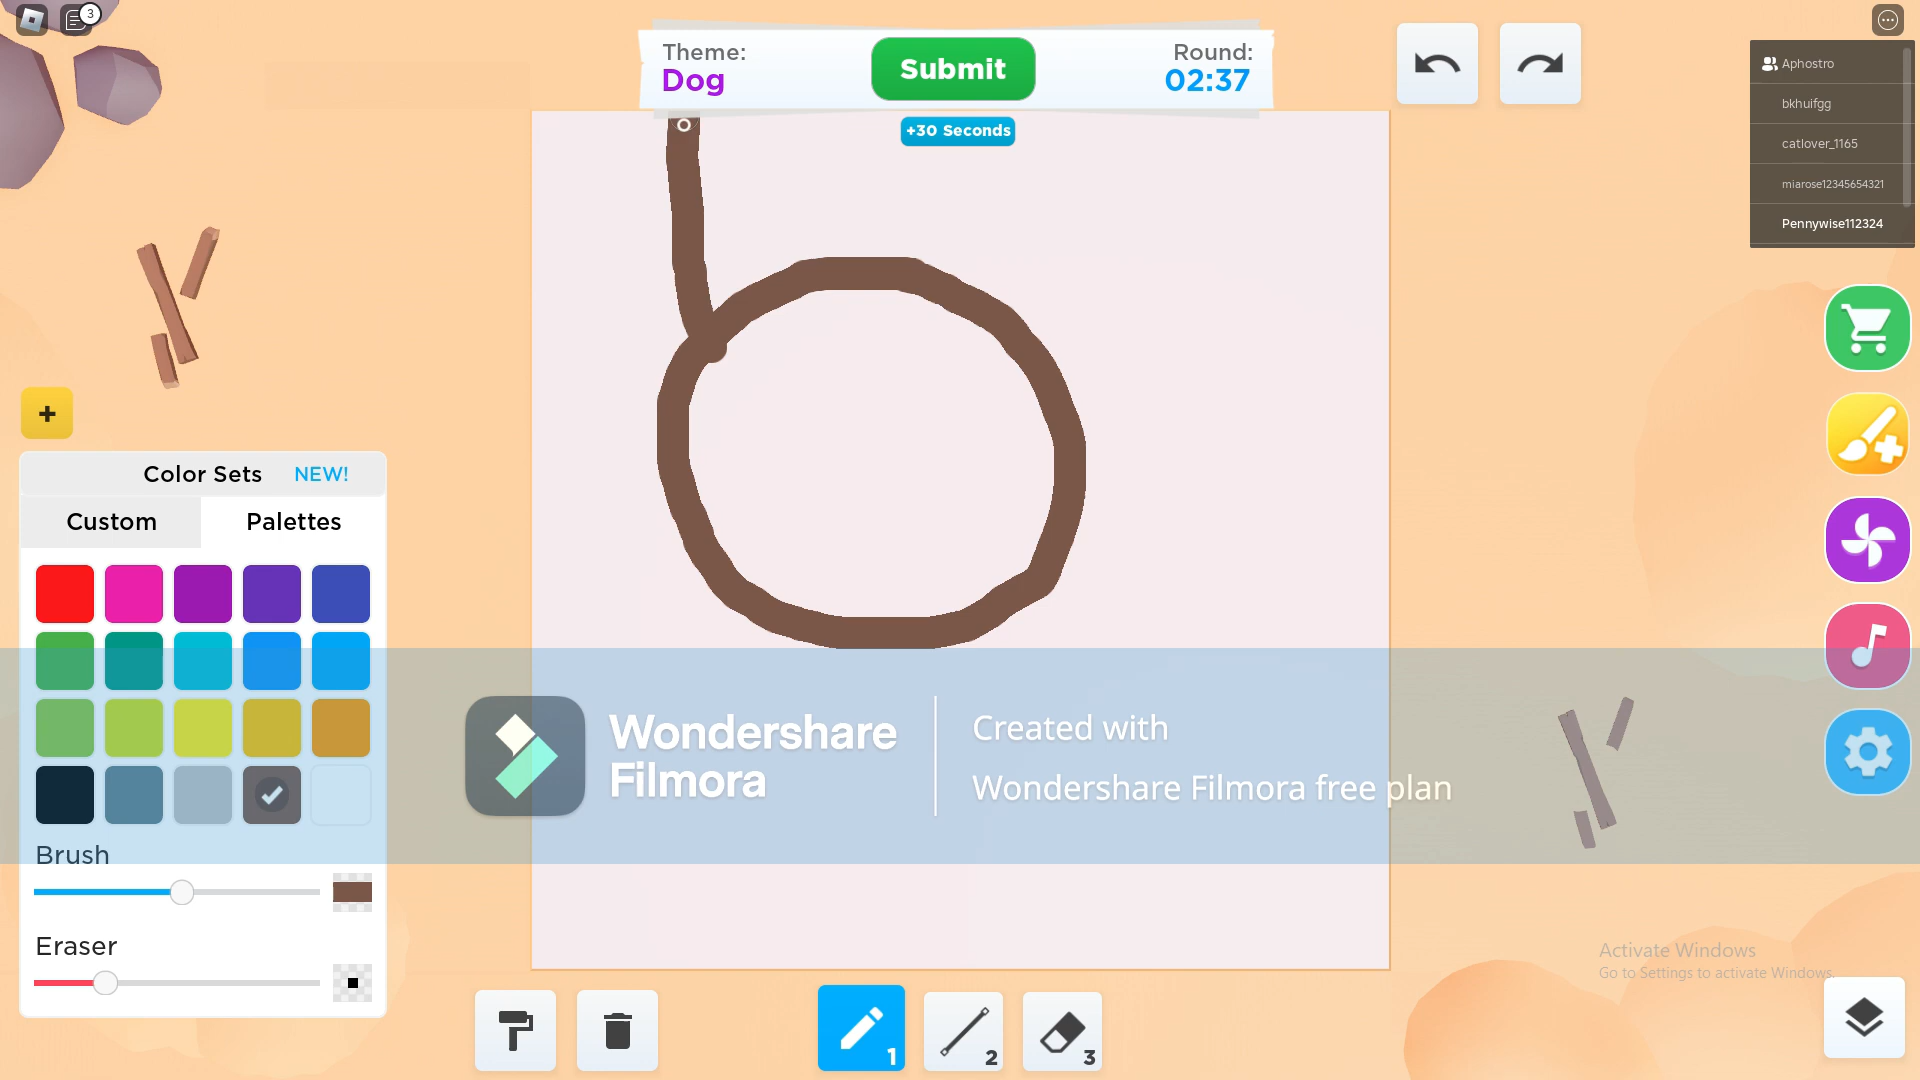 3
Theme:
Dog
Submit
Round:
02:37
+30 Seconds
Aphostro
bkhuifgg
catlover_1165
miarose12345654321
Pennywise112324
+
Color Sets NEW!
Custom Palettes
Wondershare
Filmora
Created with
Wondershare Filmora free plan
Brush
Eraser
Activate Windows
Go to Settings to activate Windows.
1
2
3